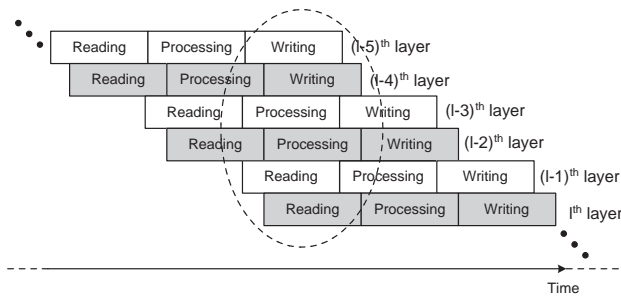 Reading Processing Writing (l-5)th layer
Reading Processing Writing (l-4)th layer
Reading Processing Writing (l-3)th layer
Reading Processing Writing (l-2)th layer
Reading Processing Writing (l-1)th layer
Reading Processing Writing lth layer
Time